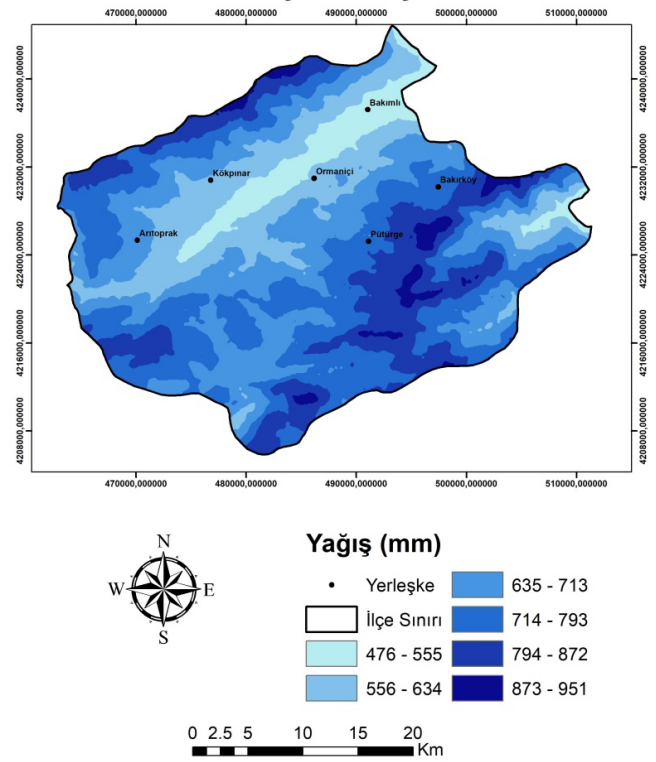 470000,000000 480000,000000 490000,000000 500000,000000 510000,000000
4240000,000000 4240000,000000
Bakımlı
4232000,000000 4232000,000000
Kökpınar Ormaniçi Bakırköy
Arıtoprak Pütürge
4224000,000000 4224000,000000
4216000,000000 4216000,000000
4208000,000000 4208000,000000
470000,000000 480000,000000 490000,000000 500000,000000 510000,000000
N
W E
S
Yağış (mm)
Yerleşke
İlçe Sınırı
476 - 555
556 - 634
635 - 713
714 - 793
794 - 872
873 - 951
0 2.5 5 10 15 20
Km